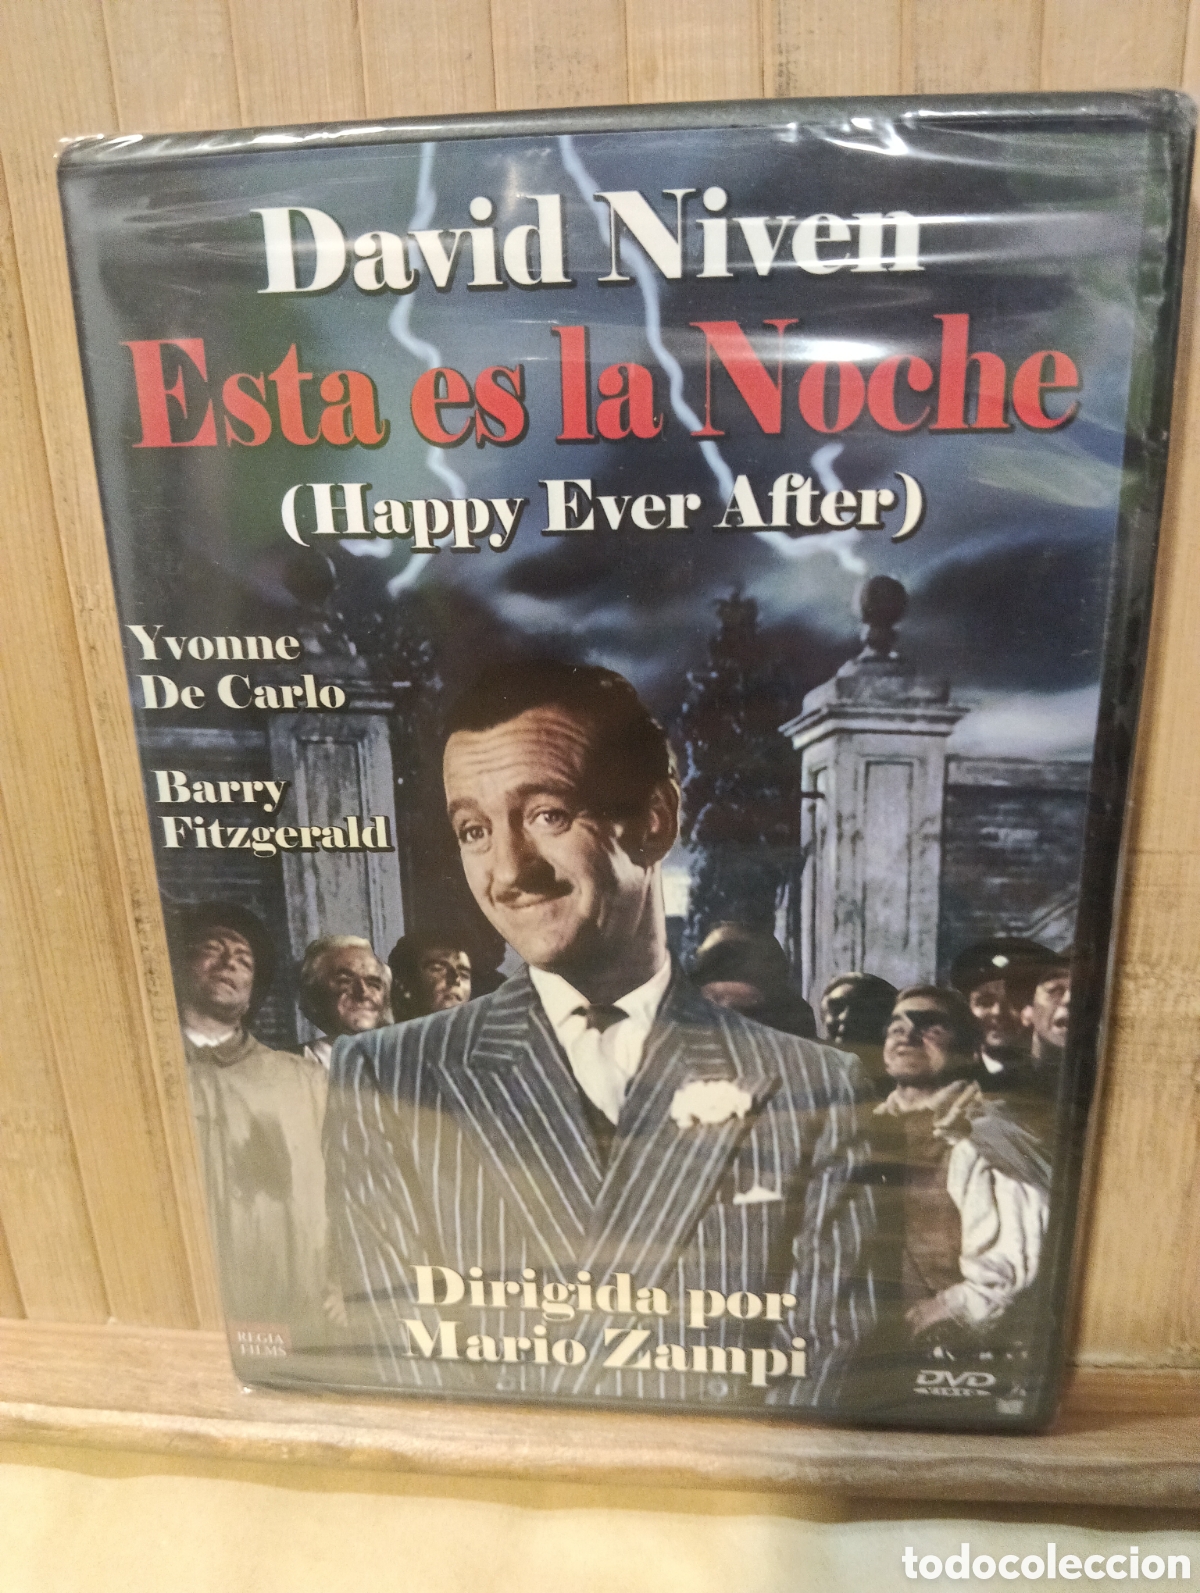 David Niven
Esta es la Noche
(Happy Ever After)
Yvonne
De Carlo
Barry
Fitzgerald
Dirigida por
Mario Zampi
REGIA
FILMS
DVD
todocoleccion